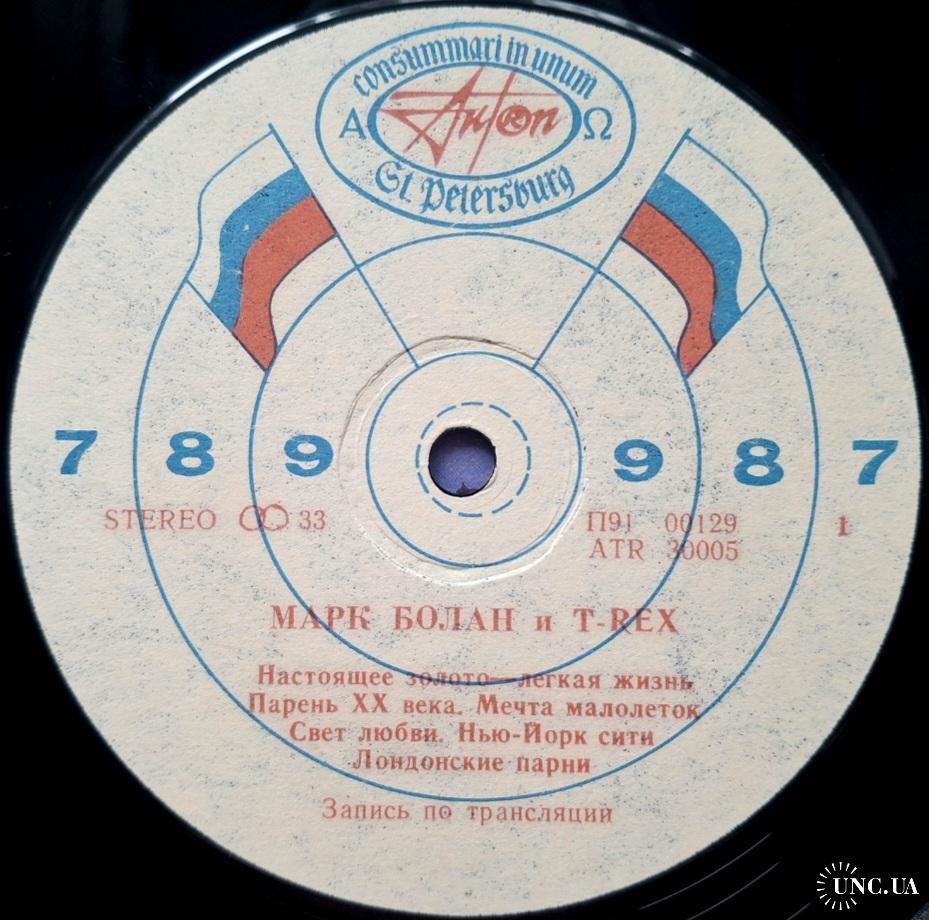 consummari in unum
А AnTon ® Ω
St. Petersburg
7 8 9 9 8 7
STEREO 33
П91 00129 1
ATR 30005
МАРК БОЛАН и T-REX
Настоящее золото—легкая жизнь
Парень XX века. Мечта малолеток
Свет любви. Нью-Йорк сити
Лондонские парни
Запись по трансляции
UNC.UA